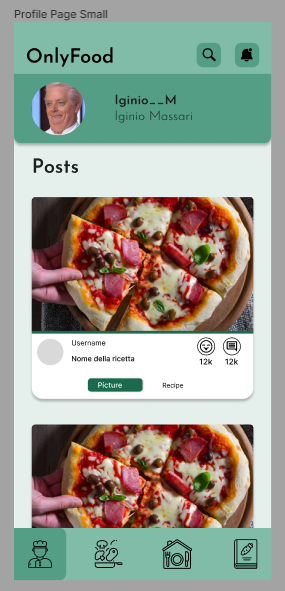 Profile Page Small
OnlyFood
Iginio__M
Iginio Massari
Posts
Username
Nome della ricetta
12k 12k
Picture Recipe